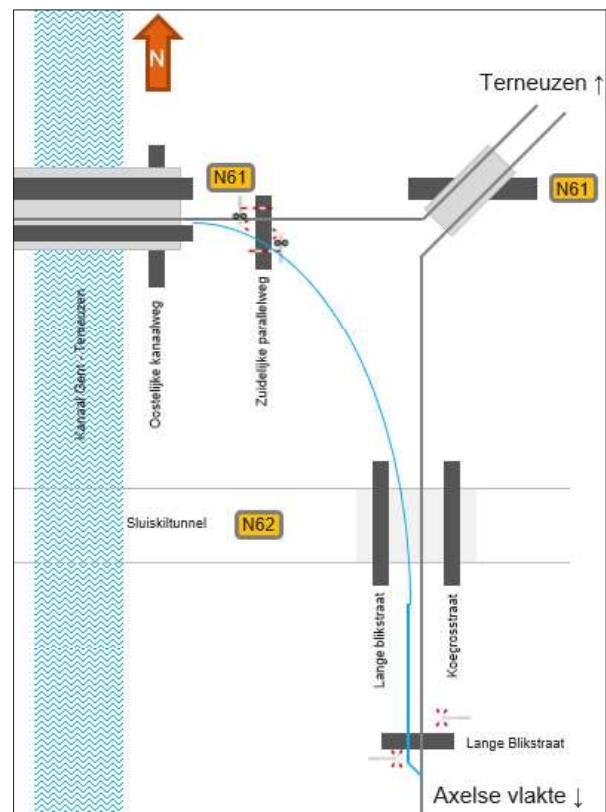 N
Terneuzen ↑
N61
N61
Kanaal Gent - Terneuzen
Oostelijke kanaalweg
Zuidelijke parallelweg
Sluiskiltunnel
N62
Lange blikstraat
Koegrosstraat
Lange Blikstraat
Axelse vlakte ↓